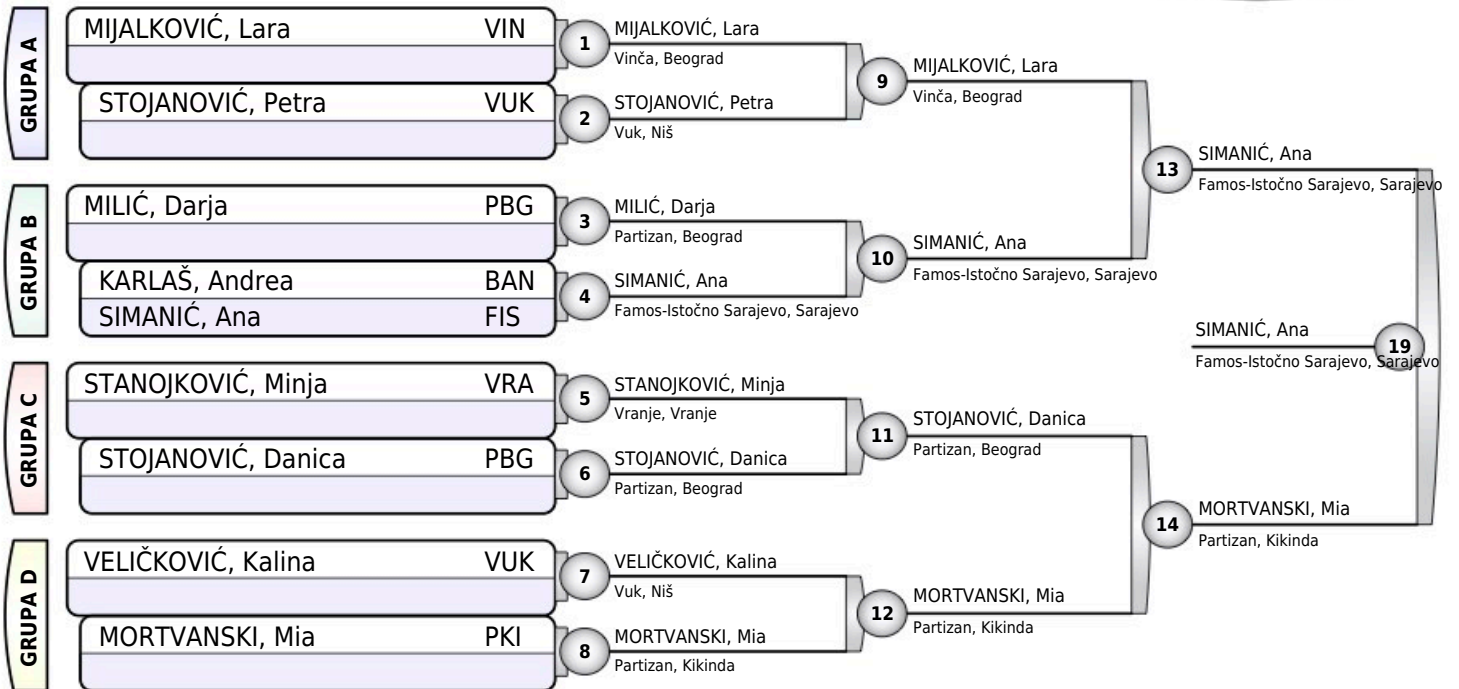 GRUPA A
MIJALKOVIĆ, Lara VIN
STOJANOVIĆ, Petra VUK
GRUPA B
MILIĆ, Darja PBG
KARLAŠ, Andrea BAN
SIMANIĆ, Ana FIS
GRUPA C
STANOJKOVIĆ, Minja VRA
STOJANOVIĆ, Danica PBG
GRUPA D
VELIČKOVIĆ, Kalina VUK
MORTVANSKI, Mia PKI
1
MIJALKOVIĆ, Lara
Vinča, Beograd
2
STOJANOVIĆ, Petra
Vuk, Niš
3
MILIĆ, Darja
Partizan, Beograd
4
SIMANIĆ, Ana
Famos-Istočno Sarajevo, Sarajevo
5
STANOJKOVIĆ, Minja
Vranje, Vranje
6
STOJANOVIĆ, Danica
Partizan, Beograd
7
VELIČKOVIĆ, Kalina
Vuk, Niš
8
MORTVANSKI, Mia
Partizan, Kikinda
9
MIJALKOVIĆ, Lara
Vinča, Beograd
10
SIMANIĆ, Ana
Famos-Istočno Sarajevo, Sarajevo
11
STOJANOVIĆ, Danica
Partizan, Beograd
12
MORTVANSKI, Mia
Partizan, Kikinda
13
SIMANIĆ, Ana
Famos-Istočno Sarajevo, Sarajevo
14
MORTVANSKI, Mia
Partizan, Kikinda
SIMANIĆ, Ana
19
Famos-Istočno Sarajevo, Sarajevo